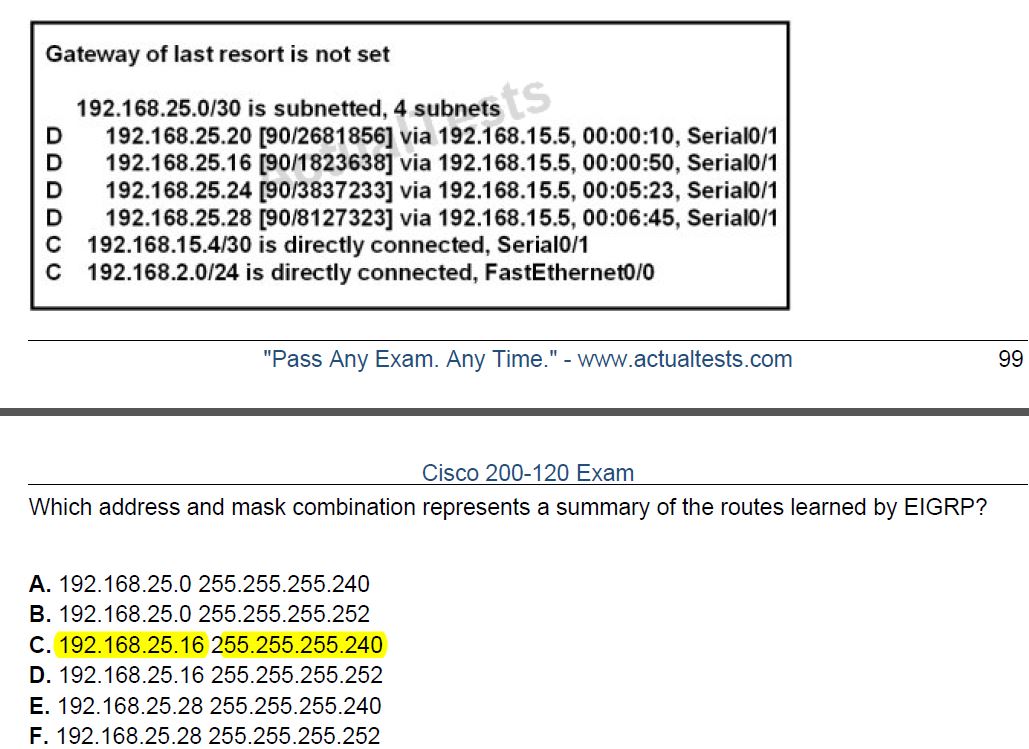 Gateway of last resort is not set
192.168.25.0/30 is subnetted, 4 subnets
D 192.168.25.20 [90/2681856] via 192.168.15.5, 00:00:10, Serial0/1
D 192.168.25.16 [90/1823638] via 192.168.15.5, 00:00:50, Serial0/1
D 192.168.25.24 [90/3837233] via 192.168.15.5, 00:05:23, Serial0/1
D 192.168.25.28 [90/8127323] via 192.168.15.5, 00:06:45, Serial0/1
C 192.168.15.4/30 is directly connected, Serial0/1
C 192.168.2.0/24 is directly connected, FastEthernet0/0
ActualTests
"Pass Any Exam. Any Time." - www.actualtests.com 99
Cisco 200-120 Exam
Which address and mask combination represents a summary of the routes learned by EIGRP?
A. 192.168.25.0 255.255.255.240
B. 192.168.25.0 255.255.255.252
C. 192.168.25.16 255.255.255.240
D. 192.168.25.16 255.255.255.252
E. 192.168.25.28 255.255.255.240
F. 192.168.25.28 255.255.255.252